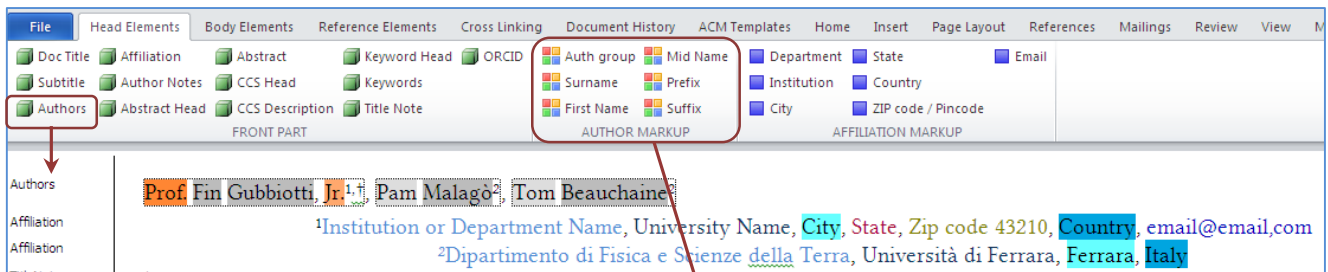 File Head Elements Body Elements Reference Elements Cross Linking Document History ACM Templates Home Insert Page Layout References Mailings Review View M
Doc Title Affiliation Abstract Keyword Head ORCID Auth group Mid Name Department State Email
Subtitle Author Notes CCS Head Keywords Surname Prefix Institution Country
Authors Abstract Head CCS Description Title Note First Name Suffix City ZIP code / Pincode
FRONT PART AUTHOR MARKUP AFFILIATION MARKUP
Authors Prof. Fin Gubbiotti, Jr.¹,†, Pam Malagò², Tom Beauchaine²
Affiliation ¹Institution or Department Name, University Name, City, State, Zip code 43210, Country, email@email,com
Affiliation ²Dipartimento di Fisica e Scienze della Terra, Università di Ferrara, Ferrara, Italy